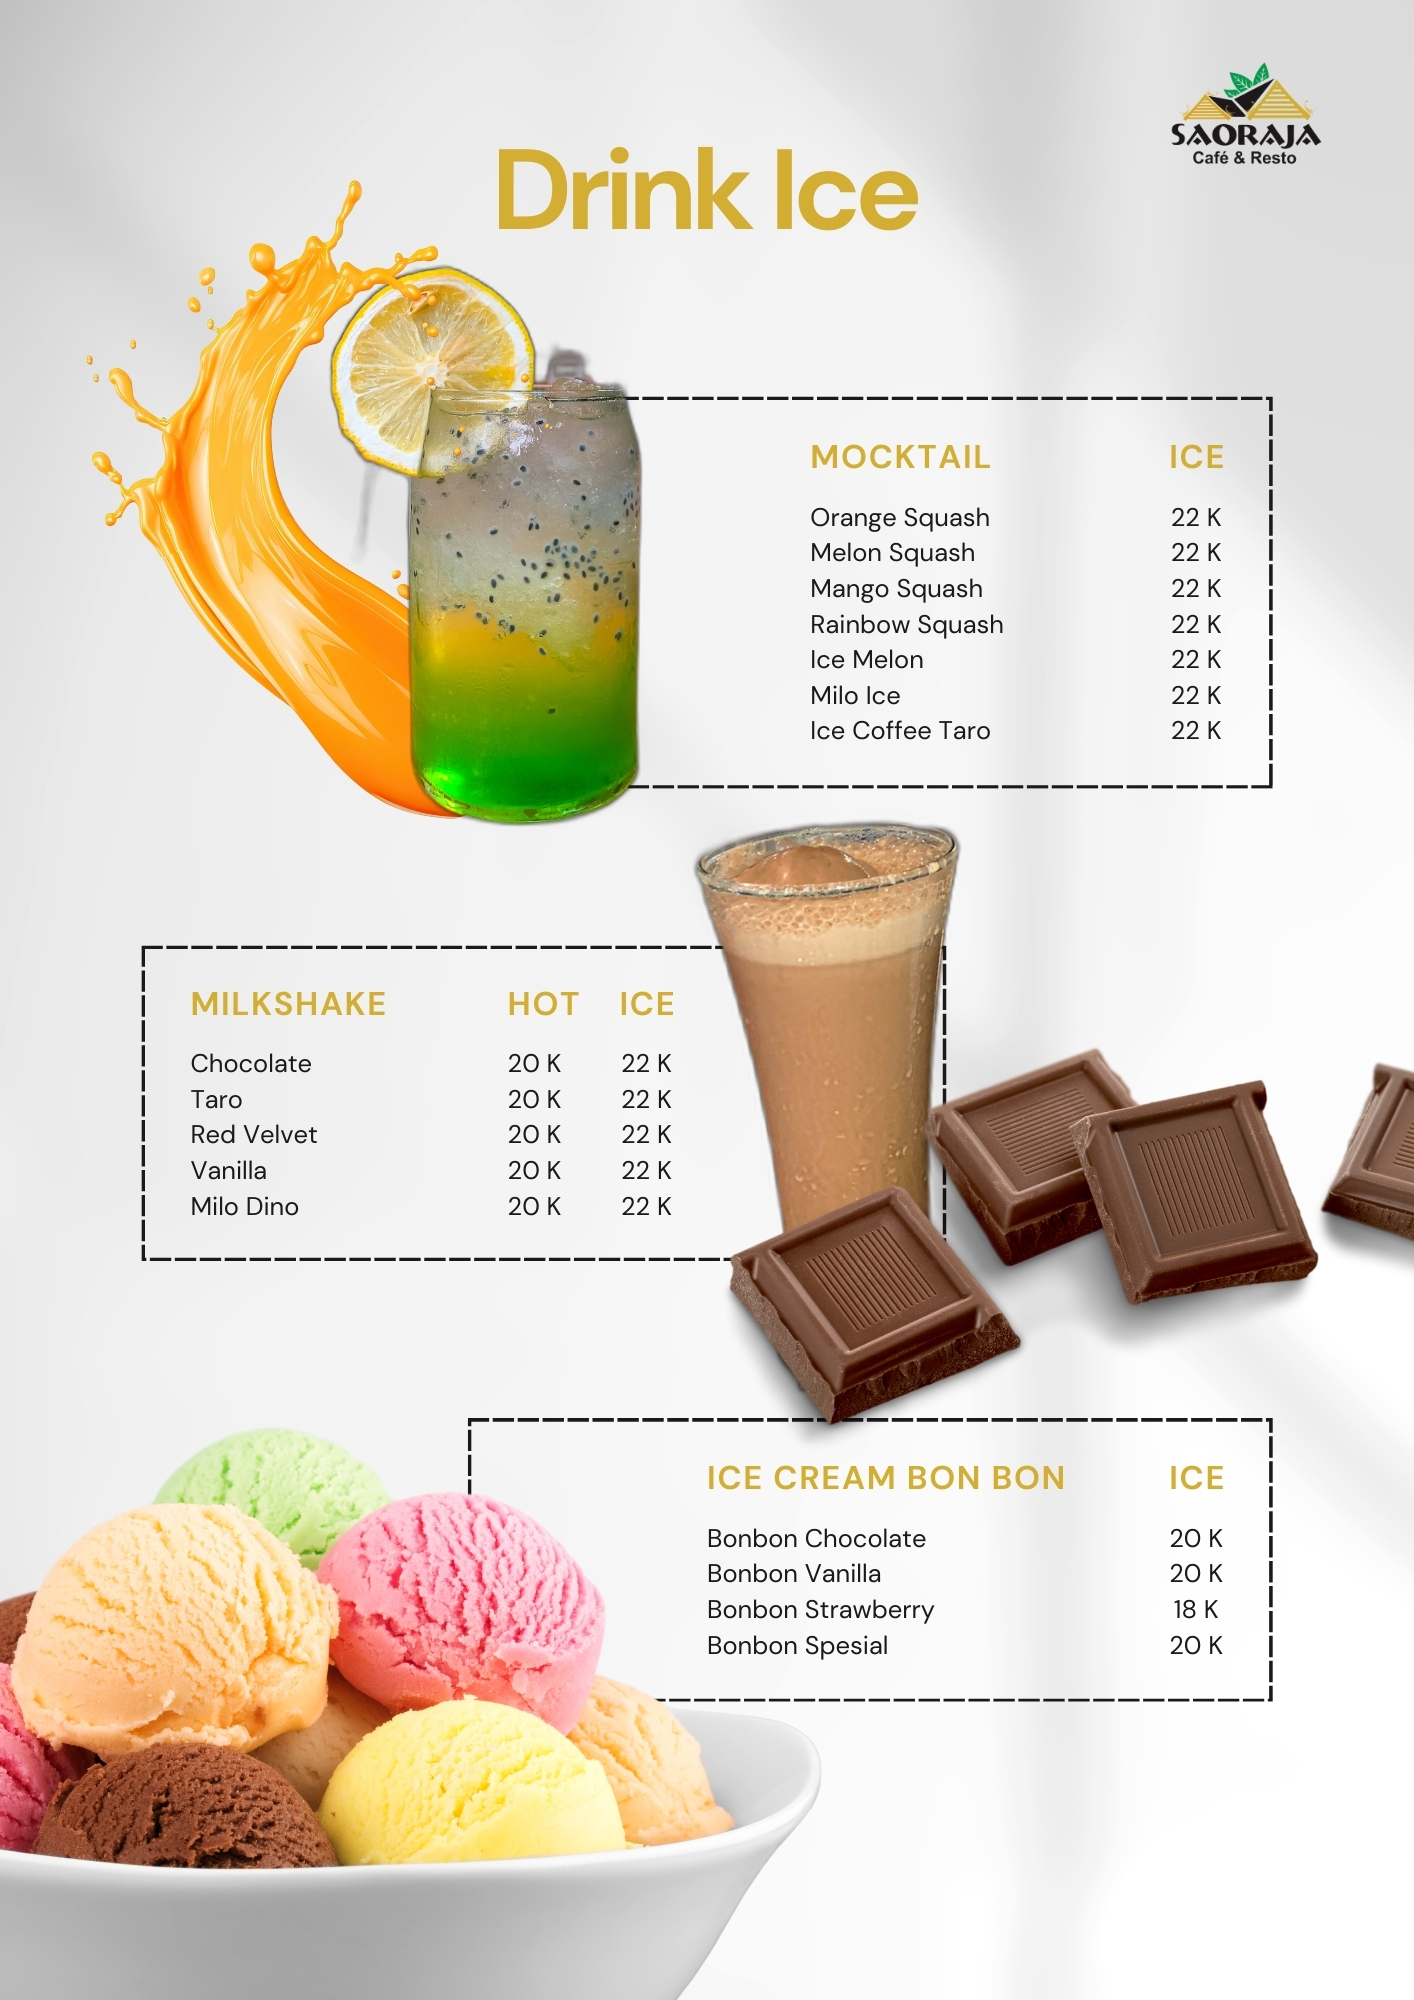 SAORAJA
Café & Resto
Drink Ice
MOCKTAIL ICE
Orange Squash 22 K
Melon Squash 22 K
Mango Squash 22 K
Rainbow Squash 22 K
Ice Melon 22 K
Milo Ice 22 K
Ice Coffee Taro 22 K
MILKSHAKE HOT ICE
Chocolate 20 K 22 K
Taro 20 K 22 K
Red Velvet 20 K 22 K
Vanilla 20 K 22 K
Milo Dino 20 K 22 K
ICE CREAM BON BON ICE
Bonbon Chocolate 20 K
Bonbon Vanilla 20 K
Bonbon Strawberry 18 K
Bonbon Spesial 20 K